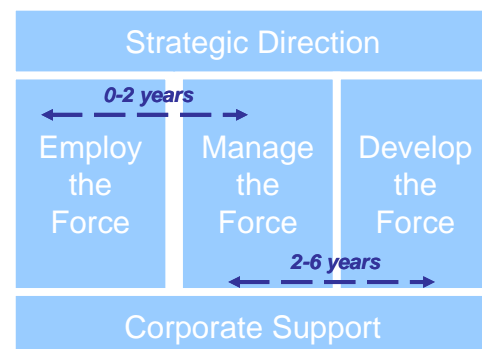 Strategic Direction
0-2 years
Employ
the
Force
Manage
the
Force
Develop
the
Force
2-6 years
Corporate Support